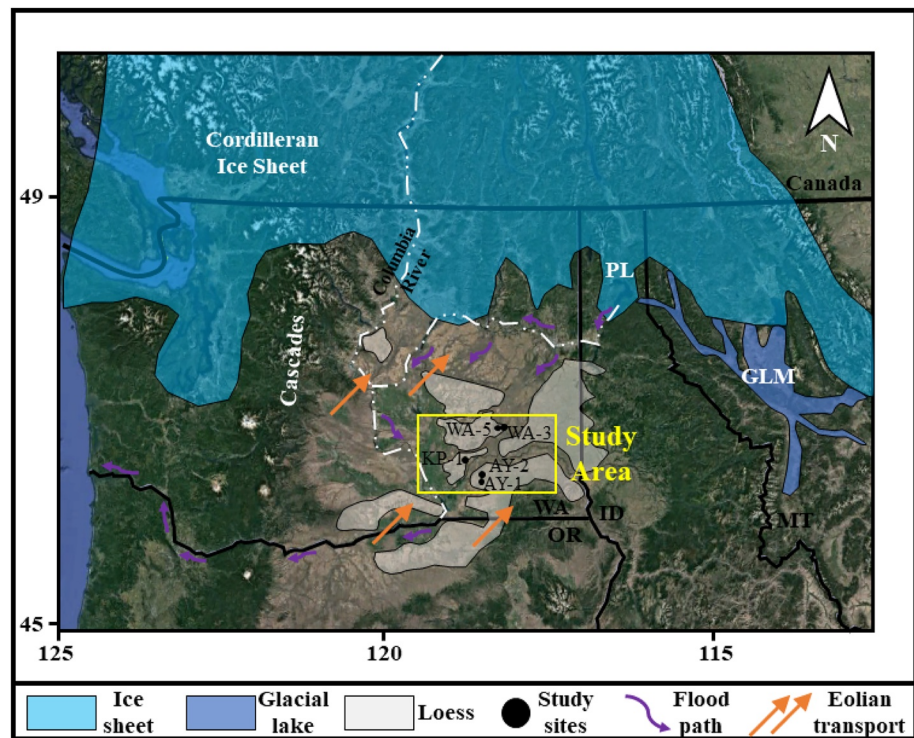 Cordilleran
Ice Sheet
N
49
Canada
Columbia
River
PL
Cascades
GLM
WA-5
WA-3
Study
Area
KP-1
AY-2
AY-1
WA
ID
OR
MT
45
125
120
115
Ice
sheet
Glacial
lake
Loess
Study
sites
Flood
path
Eolian
transport